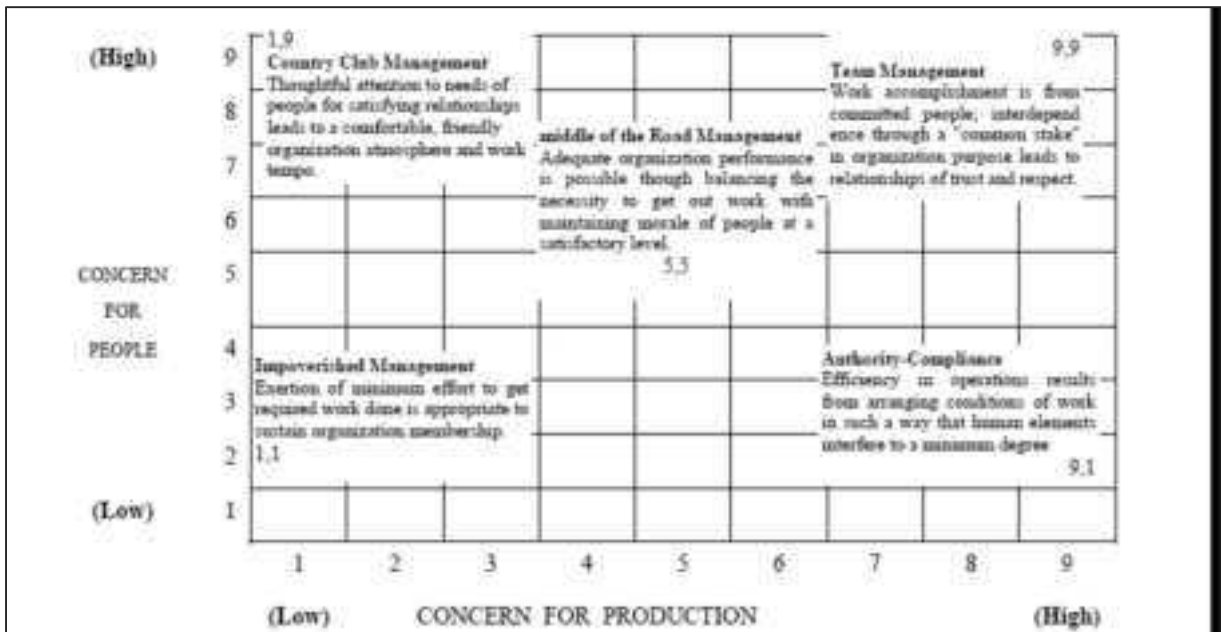 (High)
9
1,9
Country Club Management
Thoughtful attention to needs of
people for satisfying relationships
leads to a comfortable, friendly
organization atmosphere and work
tempo.
9,9
Team Management
Work accomplishment is from
committed people; interdepend
ence through a "common stake"
in organization purpose leads to
relationships of trust and respect.
8
middle of the Road Management
Adequate organization performance
is possible though balancing the
necessity to get out work with
maintaining morale of people at a
satisfactory level.
5,5
7
6
5
CONCERN
FOR
PEOPLE
4
Impoverished Management
Exertion of minimum effort to get
required work done is appropriate to
sustain organization membership.
1,1
Authority-Compliance
Efficiency in operations results
from arranging conditions of work
in such a way that human elements
interfere to a minimum degree
9,1
3
2
(Low)
1
1 2 3 4 5 6 7 8 9
(Low) CONCERN FOR PRODUCTION (High)